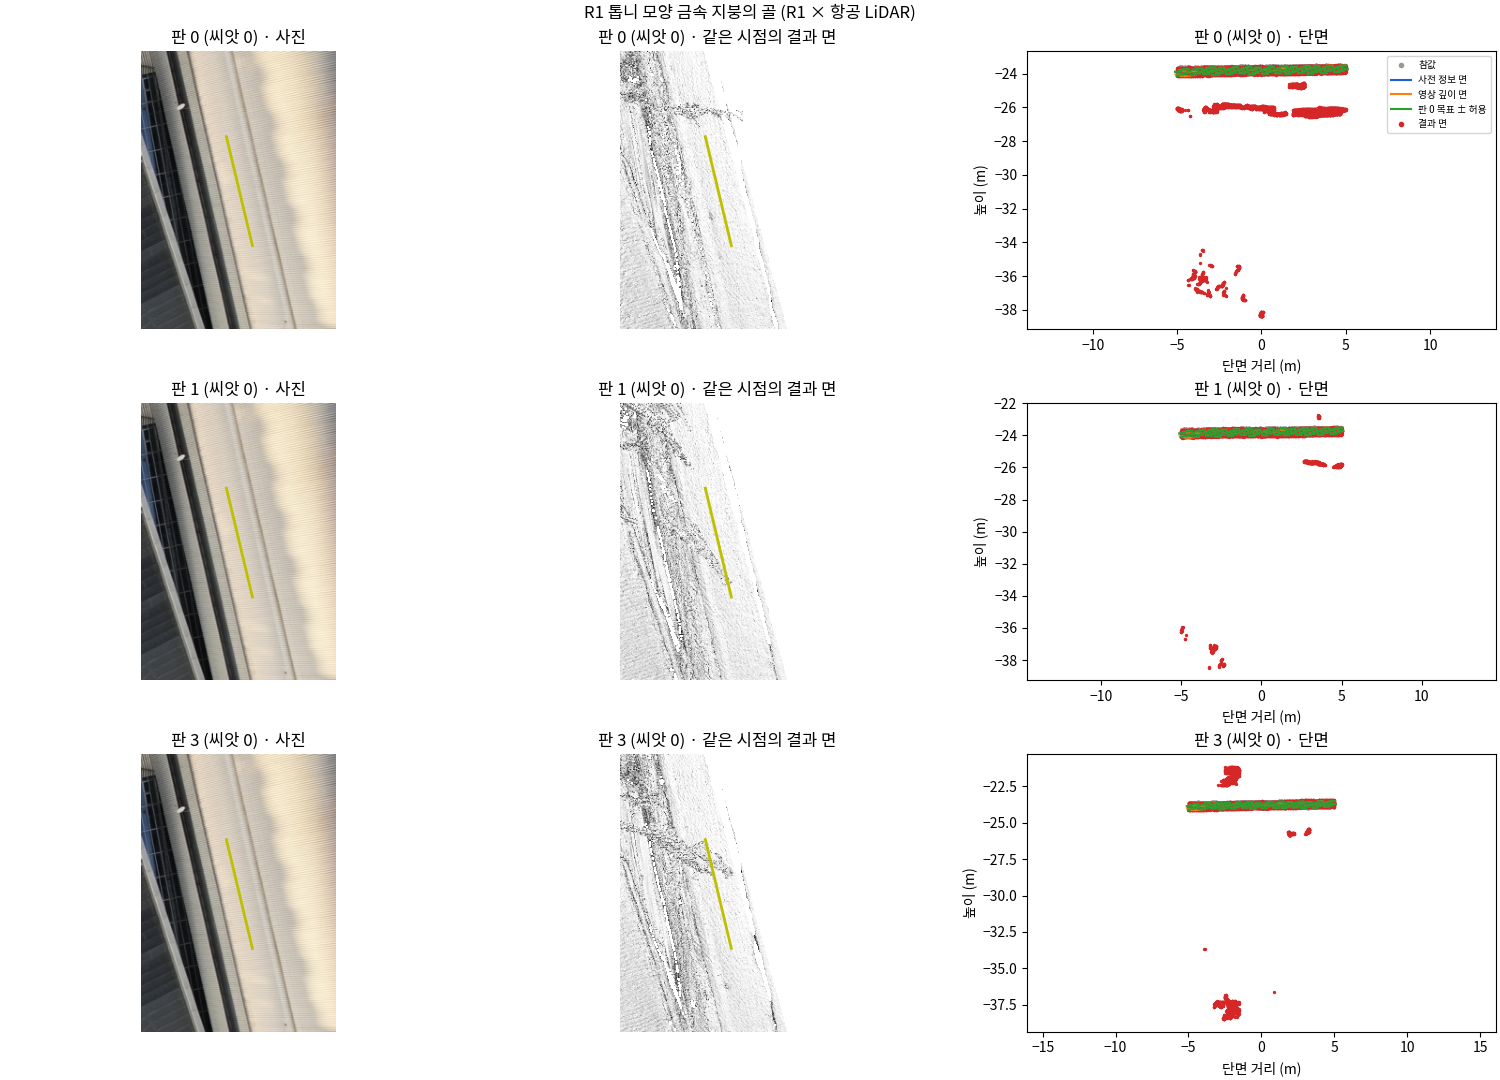 R1 톱니 모양 금속 지붕의 골 (R1 × 항공 LiDAR)
판 0 (씨앗 0) · 사진
판 0 (씨앗 0) · 같은 시점의 결과 면
판 0 (씨앗 0) · 단면
높이 (m)
−24
−26
−28
−30
−32
−34
−36
−38
참값
사전 정보 면
영상 깊이 면
판 0 목표 ± 허용
결과 면
−10 −5 0 5 10
단면 거리 (m)
판 1 (씨앗 0) · 사진
판 1 (씨앗 0) · 같은 시점의 결과 면
판 1 (씨앗 0) · 단면
높이 (m)
−22
−24
−26
−28
−30
−32
−34
−36
−38
−10 −5 0 5 10
단면 거리 (m)
판 3 (씨앗 0) · 사진
판 3 (씨앗 0) · 같은 시점의 결과 면
판 3 (씨앗 0) · 단면
높이 (m)
−22.5
−25.0
−27.5
−30.0
−32.5
−35.0
−37.5
−15 −10 −5 0 5 10 15
단면 거리 (m)